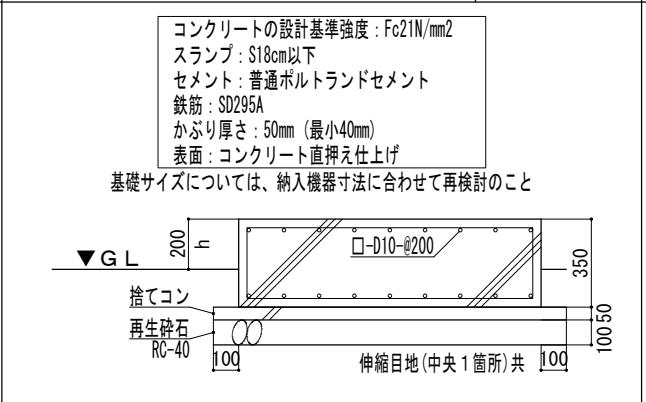 コンクリートの設計基準強度:Fc21N/mm2
スランプ:S18cm以下
セメント:普通ポルトランドセメント
鉄筋:SD295A
かぶり厚さ:50mm (最小40mm)
表面:コンクリート直押え仕上げ
基礎サイズについては、納入機器寸法に合わせて再検討のこと
200
h
▼GL
□-D10-@200
350
捨てコン
50
再生砕石
RC-40
100
100
伸縮目地(中央1箇所)共
100